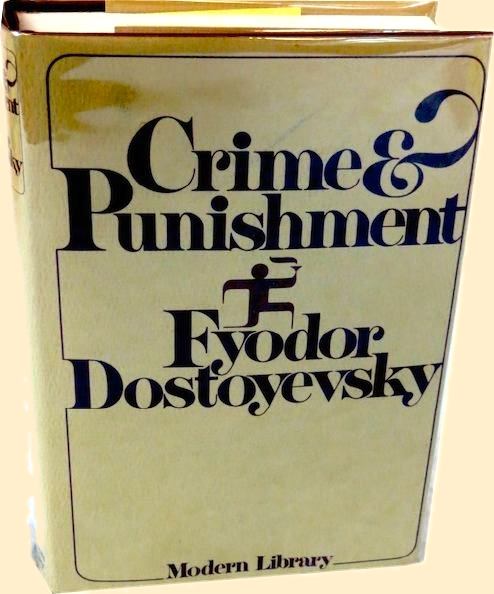 Crime &
Punishment
Fyodor
Dostoyevsky
Modern Library